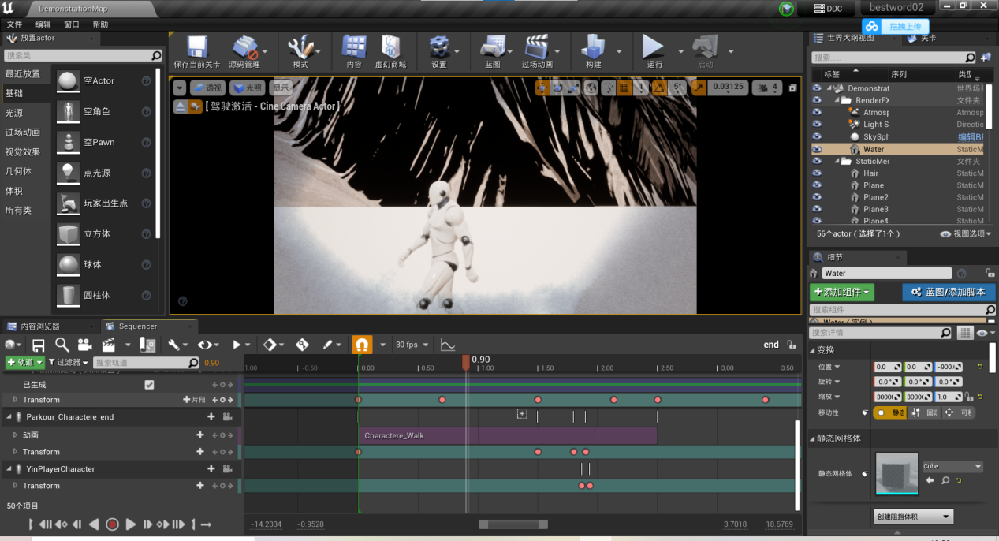 DemonstrationMap
DDC
bestword02
文件 编辑 窗口 帮助
拖拽上传
放置actor
世界大纲视图
关卡
搜索类
最近放置
基础
光源
过场动画
视觉效果
几何体
体积
所有类
空Actor
空角色
空Pawn
点光源
玩家出生点
立方体
球体
圆柱体
保存当前关卡 源码管理 模式 内容 虚幻商城 设置 蓝图 过场动画 构建 运行 启动
透视 光照 显示
[ 驾驶激活 - Cine Camera Actor ]
1 5° 0.03125 4
搜索......
标签 序列 类型
Demonstrat 世界场景
RenderFX 文件夹
Atmosp Atmosp
Light S Directio
SkySph 编辑BP
Water StaticM
StaticMes 文件夹
Hair StaticM
Plane StaticM
Plane2 StaticM
Plane3 StaticM
Plane4 StaticM
56个actor ( 选择了1个 )
视图选项
细节
Water
添加组件
蓝图/添加脚本
搜索组件
Water ( 实例 )
搜索详情
变换
位置 0.0 0.0 -900.0
旋转 0.0 ° 0.0 ° 0.0 °
缩放 30000 30000 1.0
移动性 静态 固定 可移
静态网格体
静态网格体
Cube
创建阻挡体积
内容浏览器
Sequencer
30 fps
end
轨道 过滤器 搜索轨道 0.90
0.90
-1.00 -0.50 0.00 0.50 1.00 1.50 2.00 2.50 3.00 3.50
已生成
Transform 片段
Parkour_Charactere_end
动画
Charactere_Walk
Transform
YinPlayerCharacter
Transform
50个项目
-14.2334 -0.9528 3.7018 18.6769